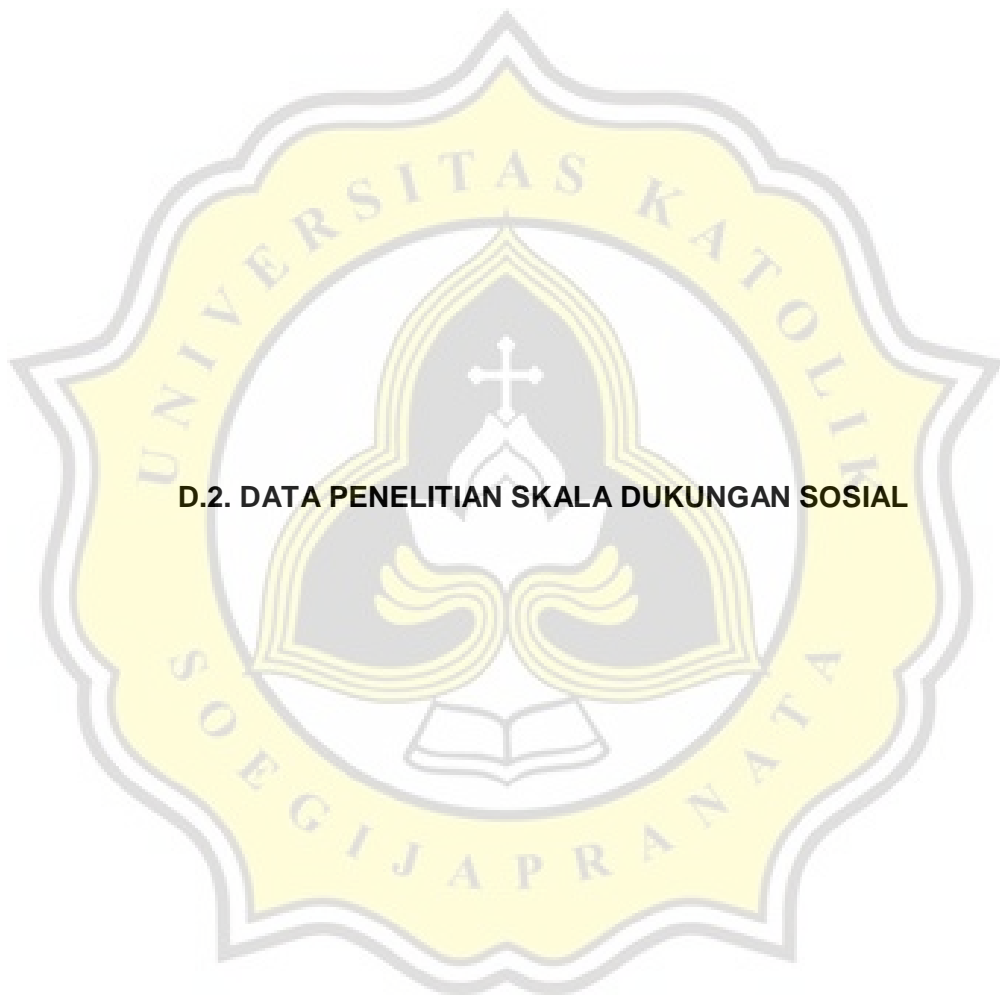 UNIVERSITAS KATOLIK
D.2. DATA PENELITIAN SKALA DUKUNGAN SOSIAL
SOEGIJAPRANATA